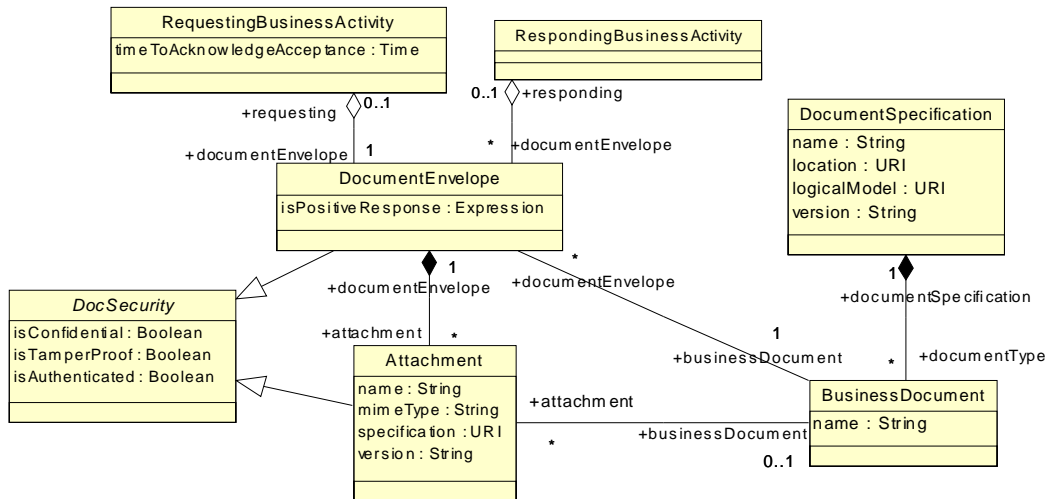 RequestingBusinessActivity
timeToAcknowledgeAcceptance : Time
RespondingBusinessActivity
+requesting
0..1
0..1
+responding
+documentEnvelope
1
*
+documentEnvelope
DocumentSpecification
name : String
location : URI
logicalModel : URI
version : String
DocumentEnvelope
isPositiveResponse : Expression
1
+documentEnvelope
*
+documentEnvelope
1
+documentSpecification
DocSecurity
isConfidential : Boolean
isTamperProof : Boolean
isAuthenticated : Boolean
+attachment
*
1
+businessDocument
*
+documentType
Attachment
name : String
mimeType : String
specification : URI
version : String
+attachment
*
+businessDocument
0..1
BusinessDocument
name : String